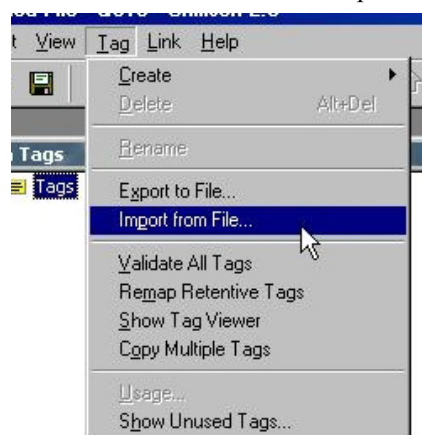 View Tag Link Help
Create
Delete Alt+Del
Tags
Rename
Tags
Export to File...
Import from File...
Validate All Tags
Remap Retentive Tags
Show Tag Viewer
Copy Multiple Tags
Usage...
Show Unused Tags...